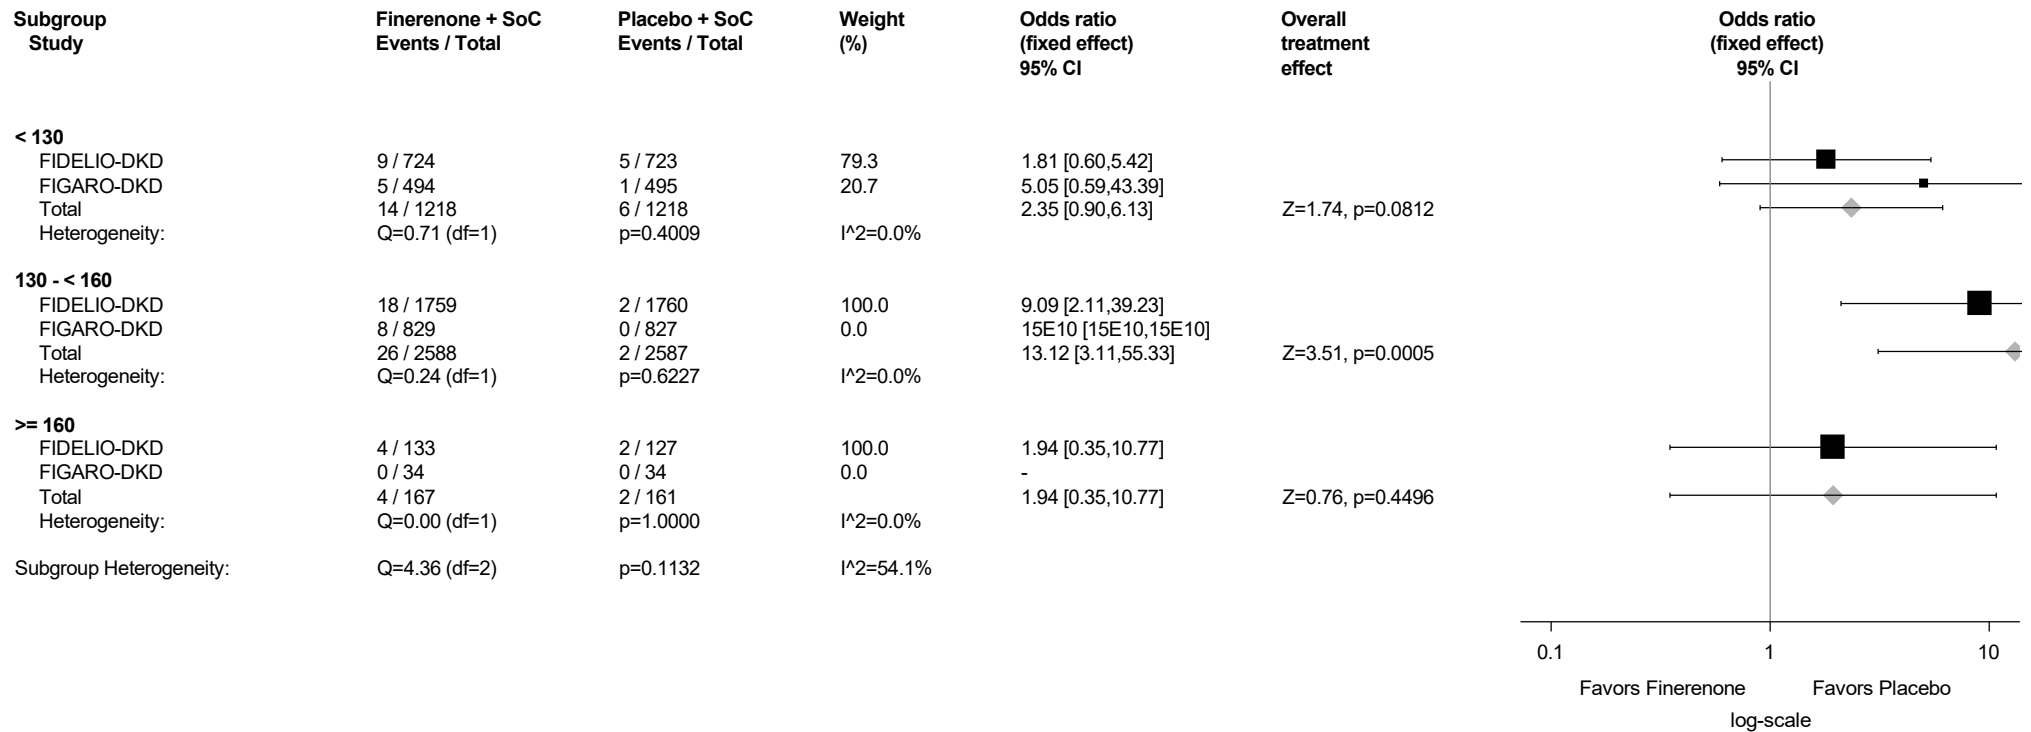 Subgroup Finerenone + SoC Placebo + SoC Weight Odds ratio Overall Odds ratio
Study Events / Total Events / Total (%) (fixed effect) treatment (fixed effect)
95% CI effect 95% CI
< 130
FIDELIO-DKD 9 / 724 5 / 723 79.3 1.81 [0.60,5.42]
FIGARO-DKD 5 / 494 1 / 495 20.7 5.05 [0.59,43.39]
Total 14 / 1218 6 / 1218 2.35 [0.90,6.13] Z=1.74, p=0.0812
Heterogeneity: Q=0.71 (df=1) p=0.4009 I^2=0.0%
130 - < 160
FIDELIO-DKD 18 / 1759 2 / 1760 100.0 9.09 [2.11,39.23]
FIGARO-DKD 8 / 829 0 / 827 0.0 15E10 [15E10,15E10]
Total 26 / 2588 2 / 2587 13.12 [3.11,55.33] Z=3.51, p=0.0005
Heterogeneity: Q=0.24 (df=1) p=0.6227 I^2=0.0%
>= 160
FIDELIO-DKD 4 / 133 2 / 127 100.0 1.94 [0.35,10.77]
FIGARO-DKD 0 / 34 0 / 34 0.0 -
Total 4 / 167 2 / 161 1.94 [0.35,10.77] Z=0.76, p=0.4496
Heterogeneity: Q=0.00 (df=1) p=1.0000 I^2=0.0%
Subgroup Heterogeneity: Q=4.36 (df=2) p=0.1132 I^2=54.1%
0.1 1 10
Favors Finerenone Favors Placebo
log-scale